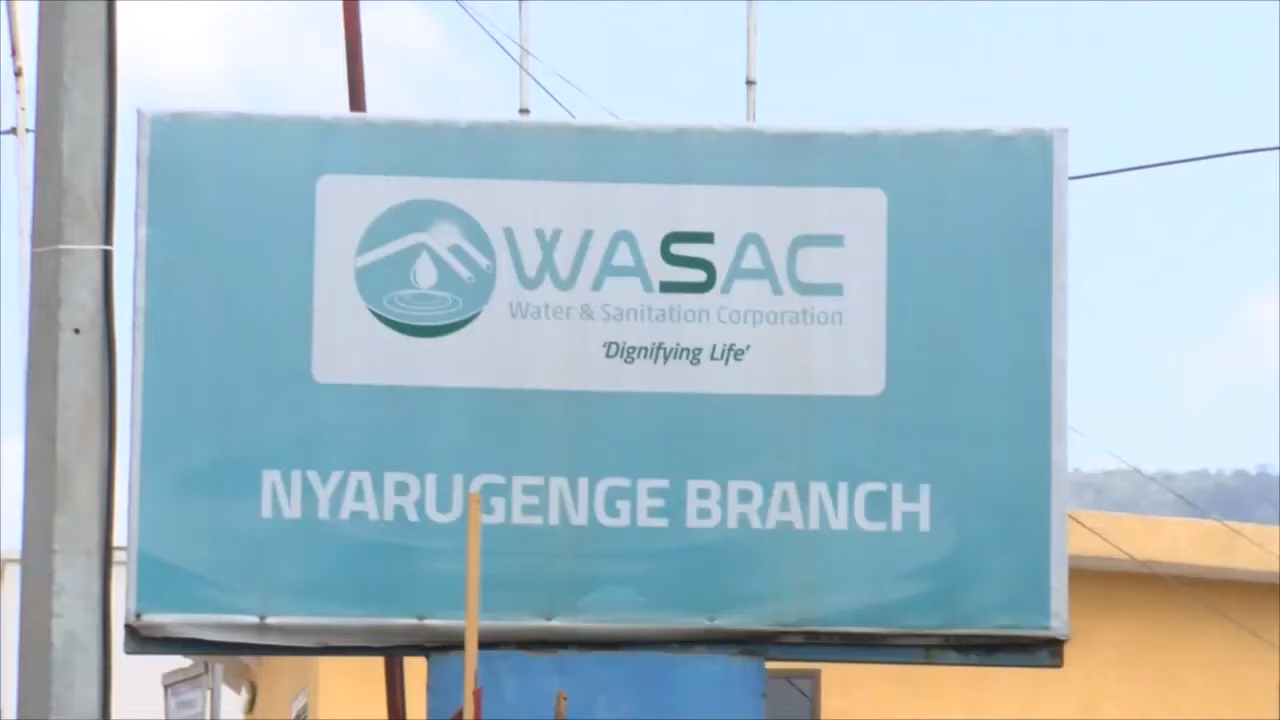 WASAC
Water & Sanitation Corporation
'Dignifying Life'
NYARUGENGE BRANCH